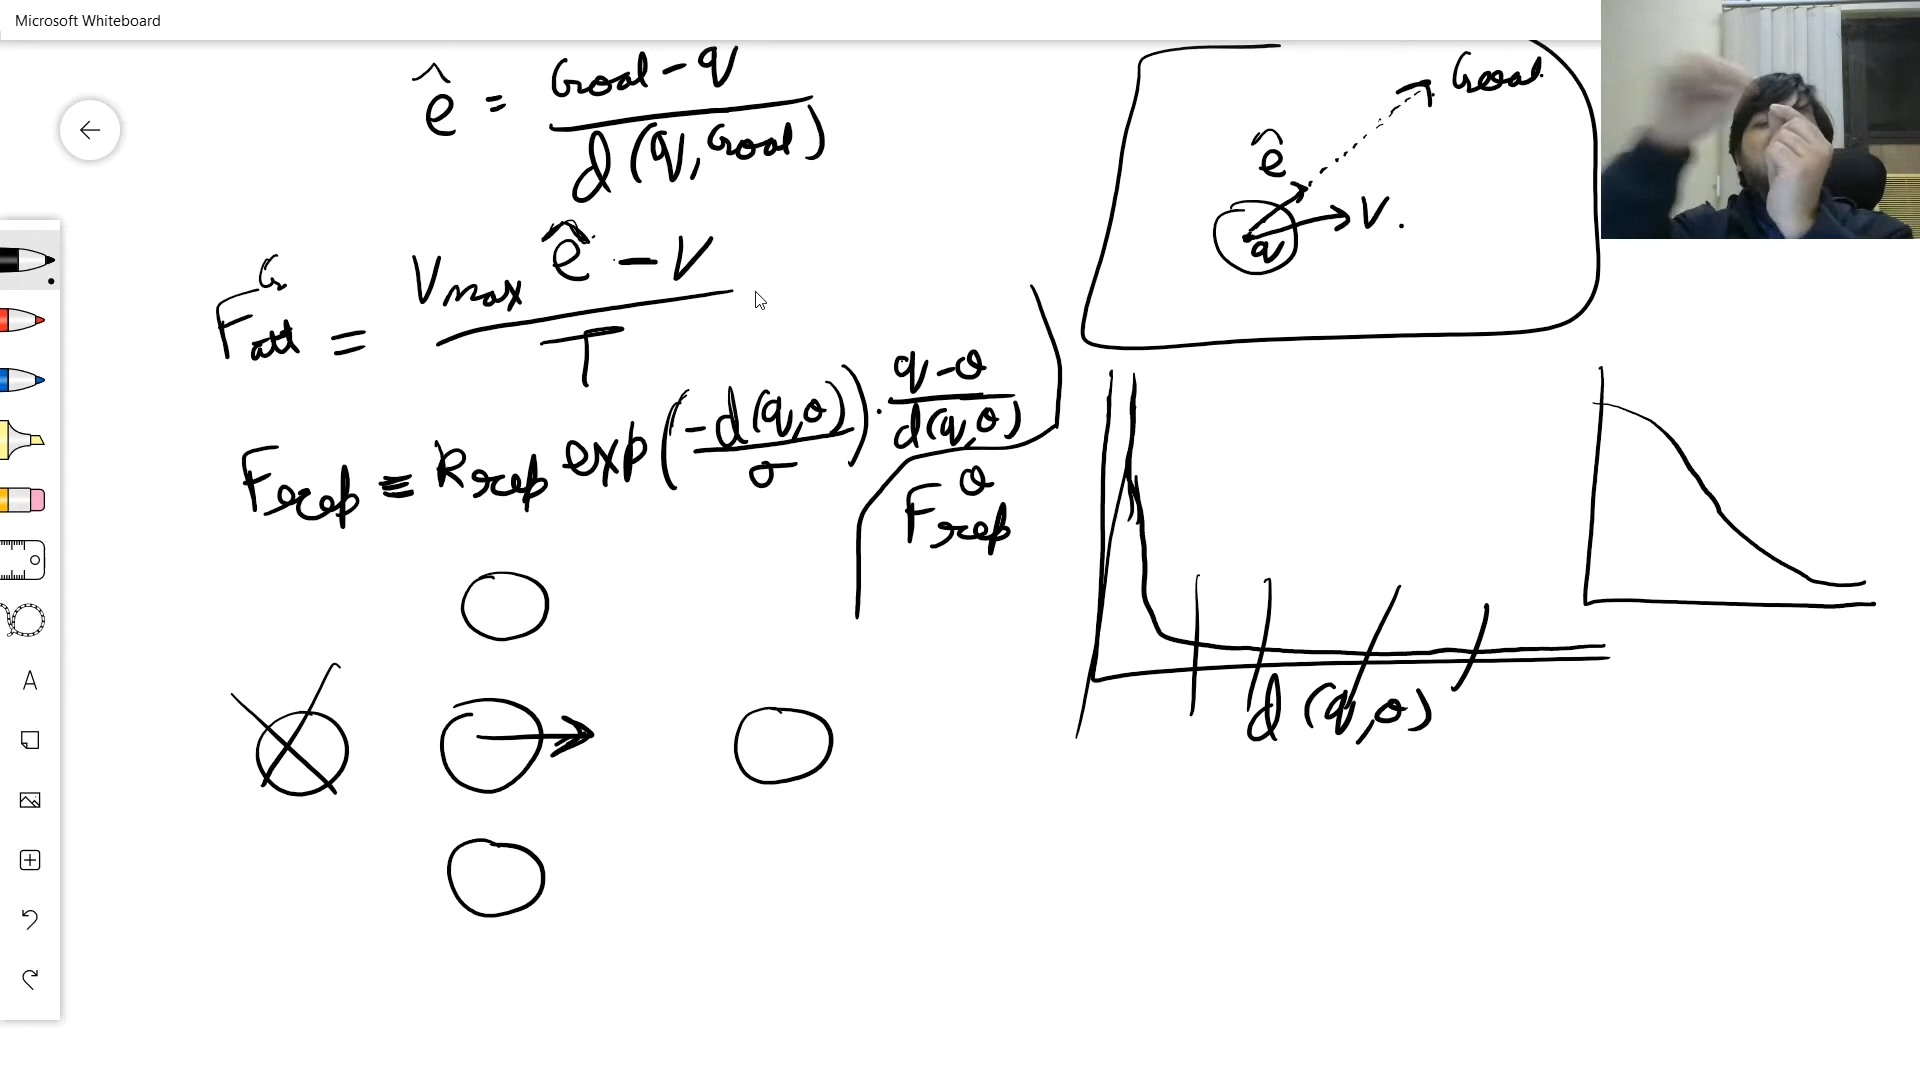 Microsoft Whiteboard
ê = Goal - q / d(q, Goal)
F_att^G = (V_max ê - V) / T
F_rep = k_rep exp(-d(q,o) / σ) · (q - o) / d(q,o)
F_rep^o
Goal
ê
V.
q
d(q,o)
A